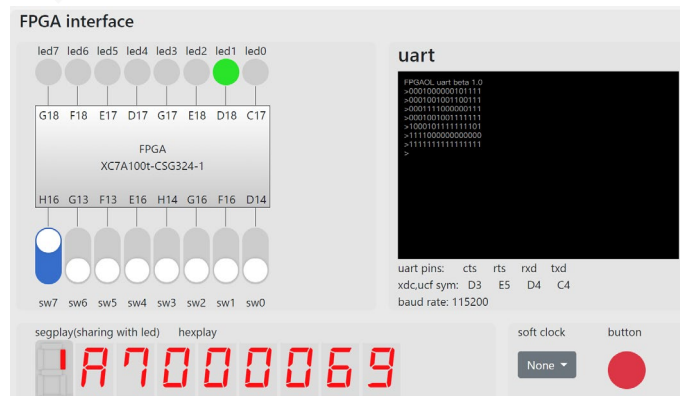 FPGA interface
led7 led6 led5 led4 led3 led2 led1 led0
G18 F18 E17 D17 G17 E18 D18 C17
FPGA
XC7A100t-CSG324-1
H16 G13 F13 E16 H14 G16 F16 D14
sw7 sw6 sw5 sw4 sw3 sw2 sw1 sw0
uart
FPGAOL uart beta 1.0
>0001000000101111
>0001001001100111
>0001111000000111
>0001001001111111
>1000101111111101
>1111000000000000
>1111111111111111
>
uart pins: cts rts rxd txd
xdc,ucf sym: D3 E5 D4 C4
baud rate: 115200
segplay(sharing with led) hexplay
A7000069
soft clock button
None